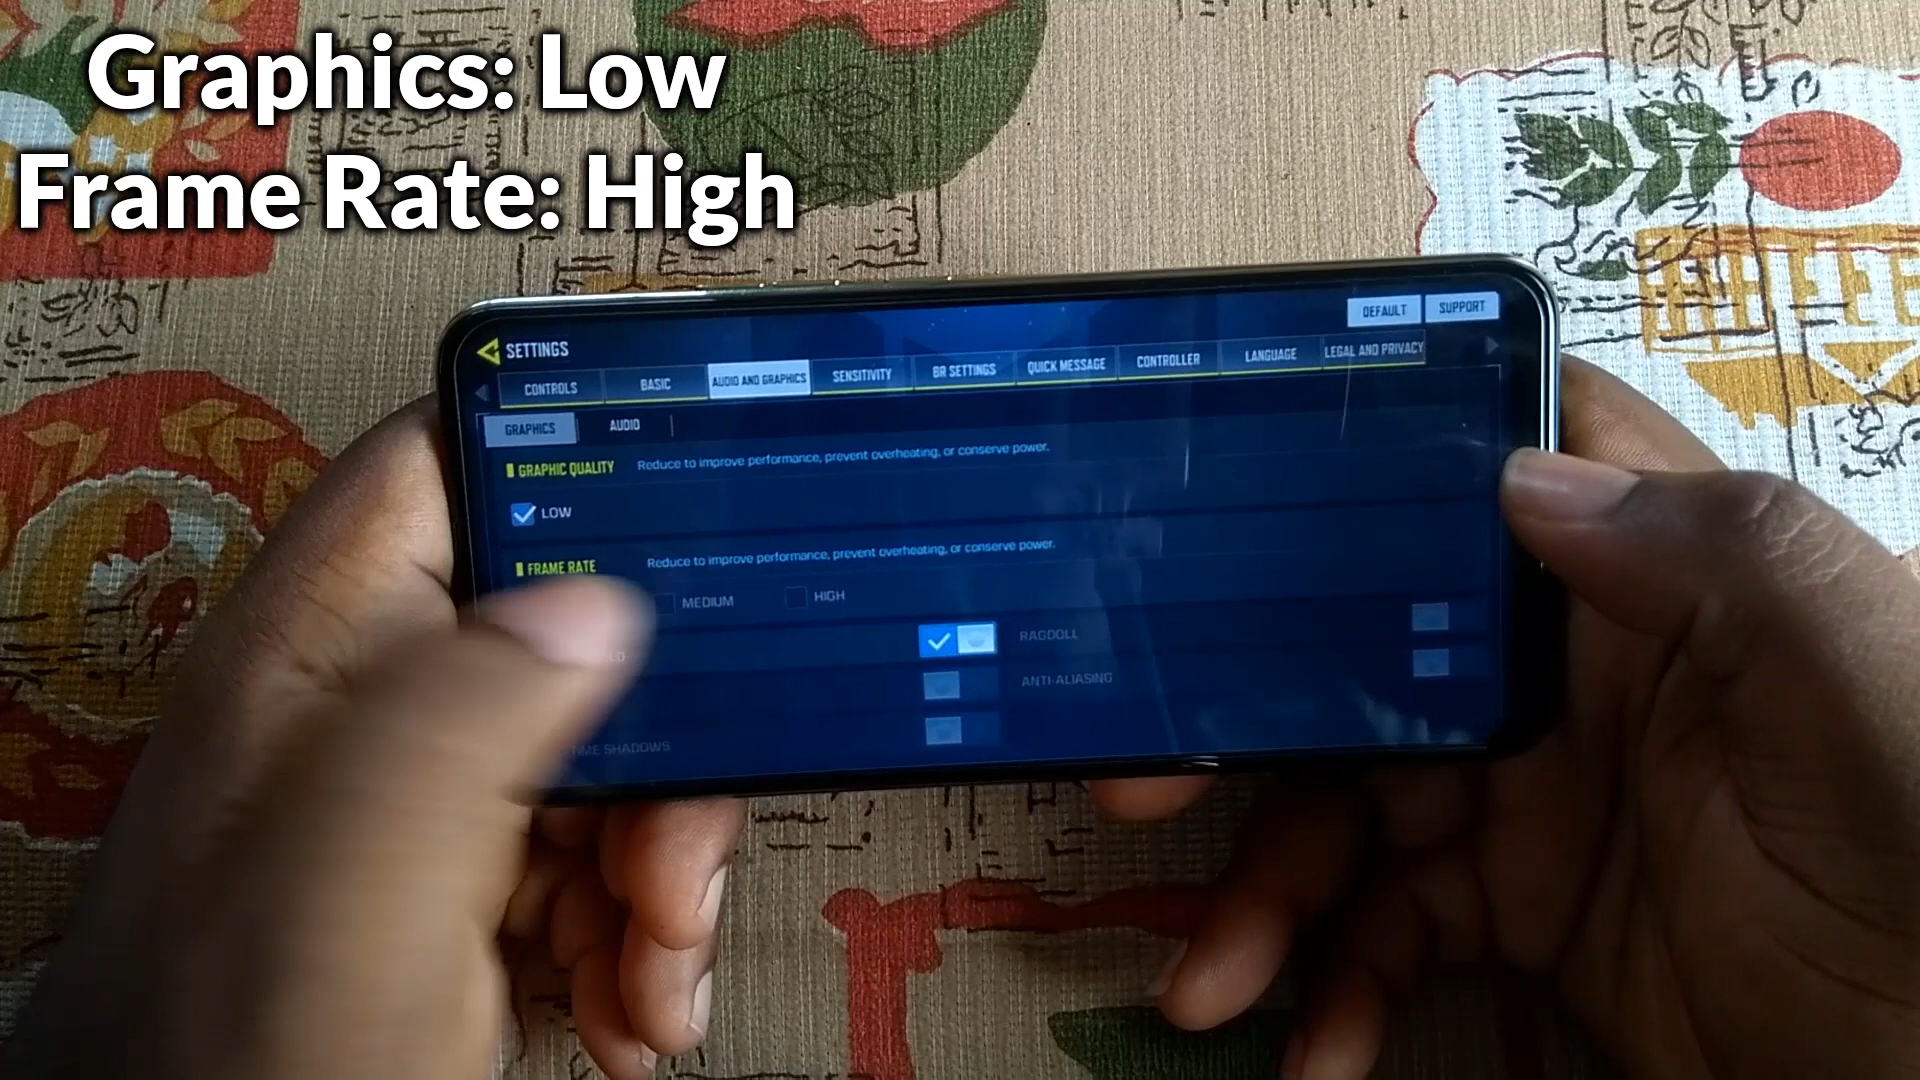 Graphics: Low
Frame Rate: High
SETTINGS
DEFAULT
SUPPORT
CONTROLS
BASIC
AUDIO AND GRAPHICS
SENSITIVITY
BR SETTINGS
QUICK MESSAGE
CONTROLLER
LANGUAGE
LEGAL AND PRIVACY
GRAPHICS
AUDIO
GRAPHIC QUALITY
Reduce to improve performance, prevent overheating, or conserve power.
LOW
FRAME RATE
Reduce to improve performance, prevent overheating, or conserve power.
MEDIUM
HIGH
RAGDOLL
ANTI-ALIASING
SHADOWS